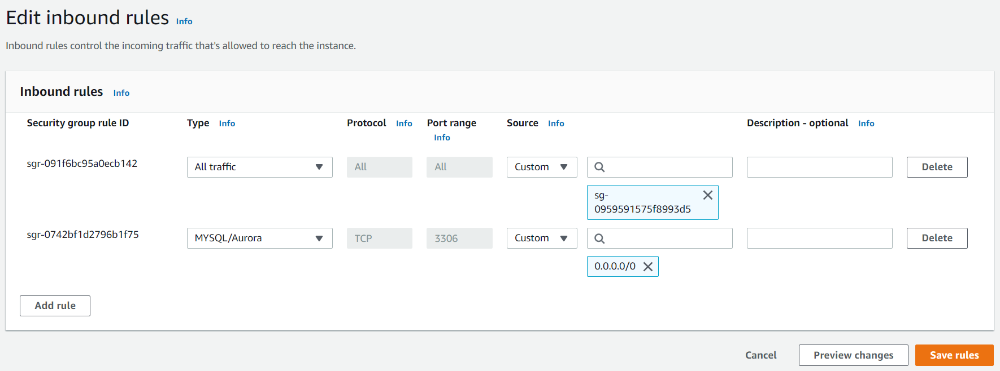 Edit inbound rules Info
Inbound rules control the incoming traffic that's allowed to reach the instance.
Inbound rules Info
Security group rule ID Type Info Protocol Info Port range Info Source Info Description - optional Info
sgr-091f6bc95a0ecb142 All traffic All All Custom Delete
sg-
0959591575f8993d5
sgr-0742bf1d2796b1f75 MYSQL/Aurora TCP 3306 Custom Delete
0.0.0.0/0
Add rule
Cancel Preview changes Save rules